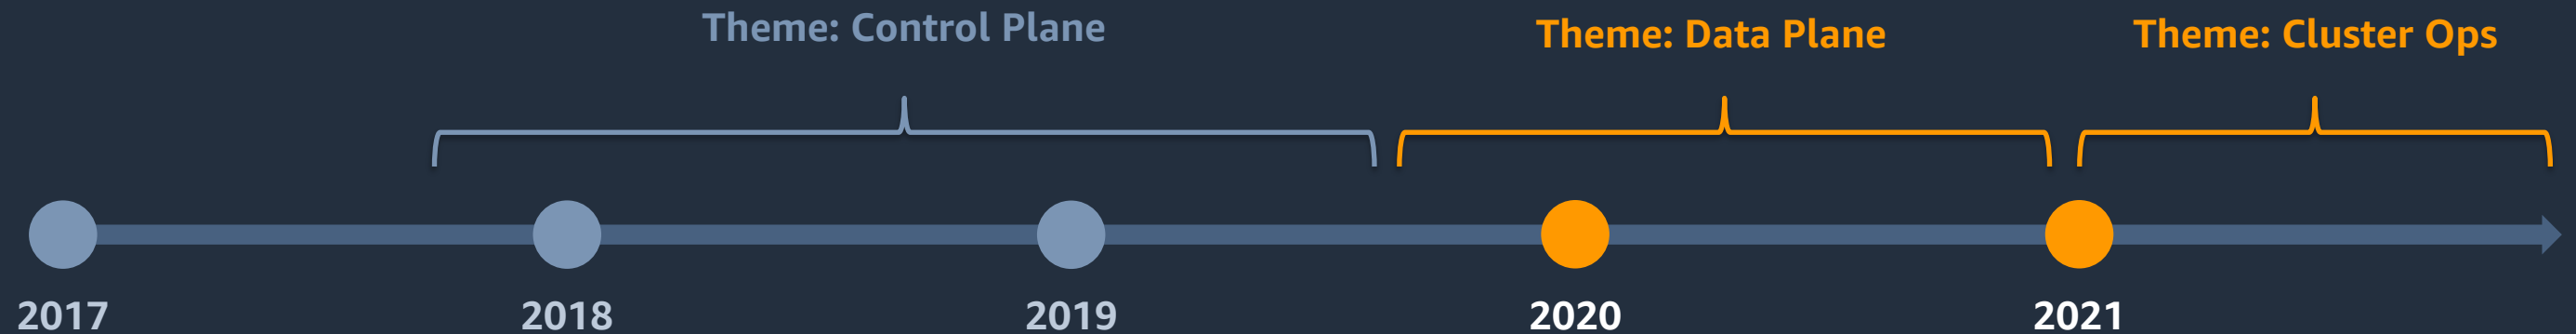 Theme: Control Plane
Theme: Data Plane
Theme: Cluster Ops
2017
2018
2019
2020
2021